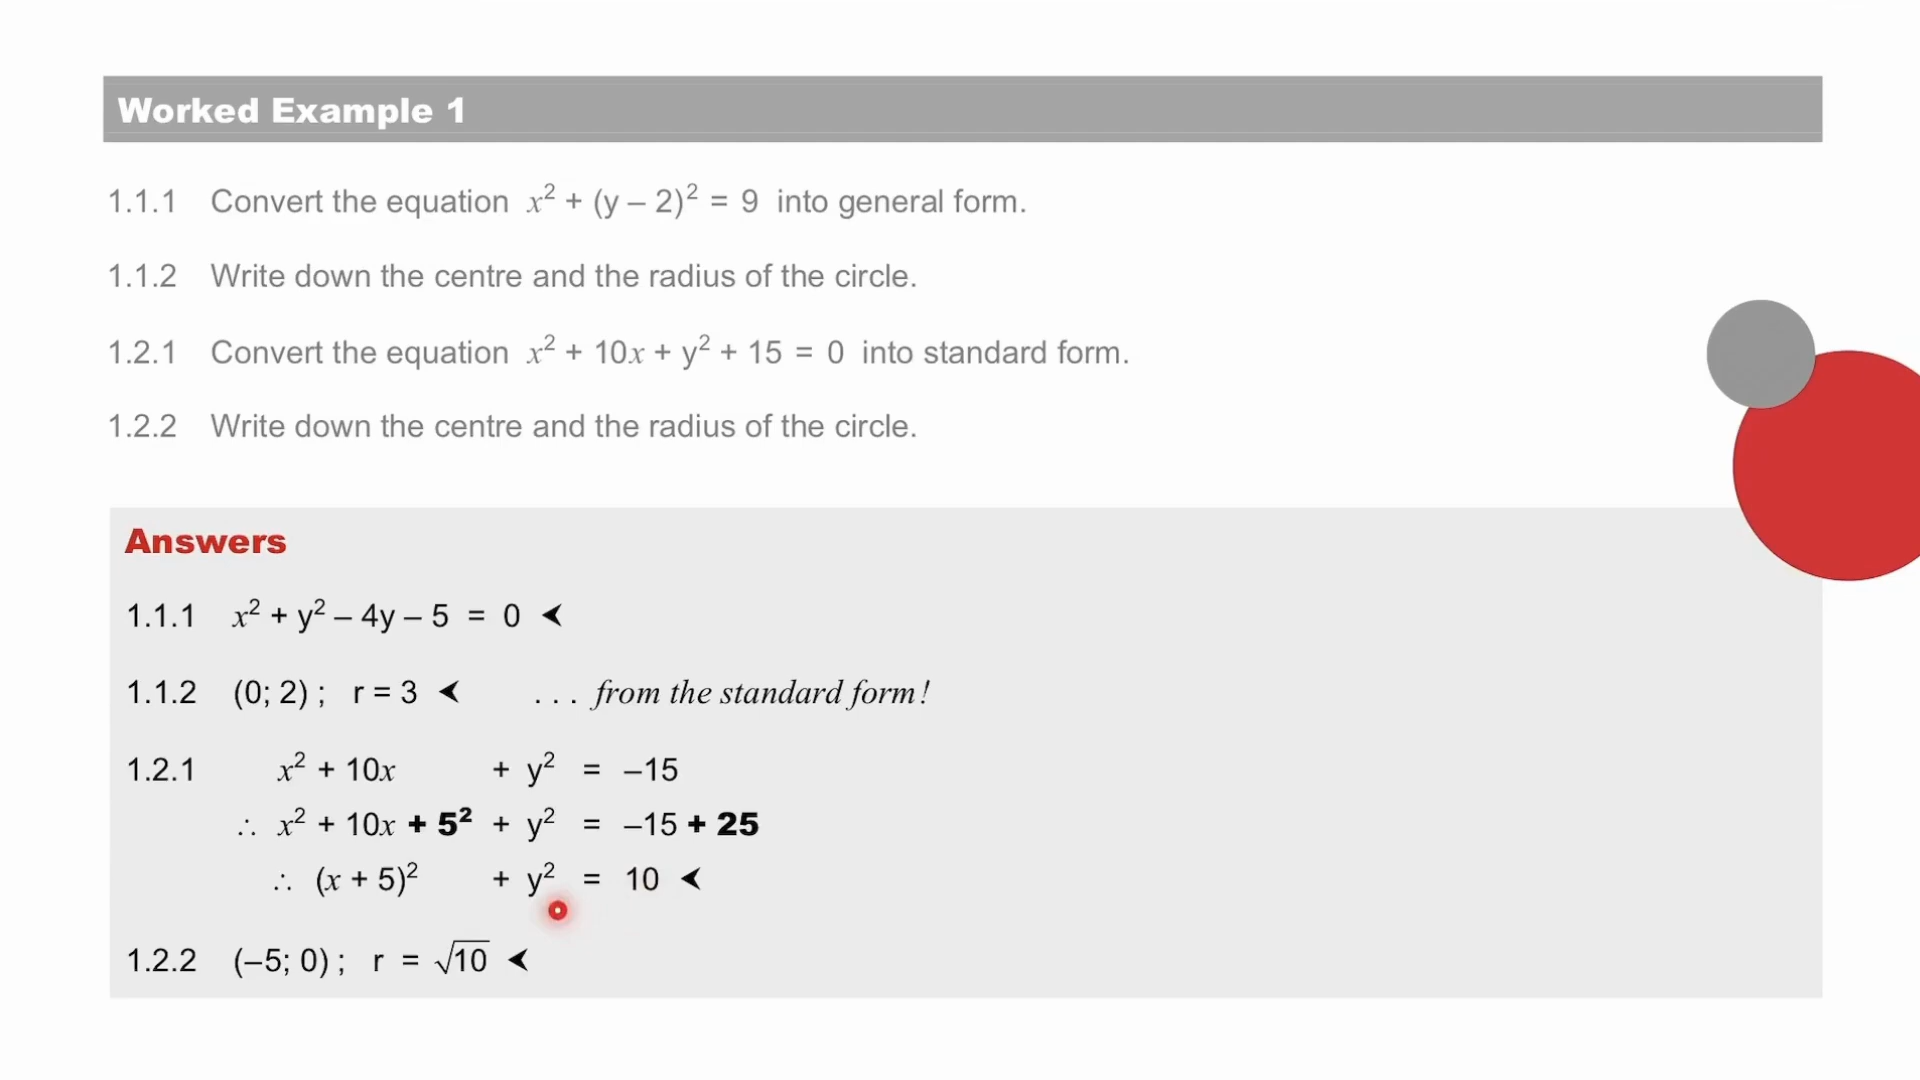 Worked Example 1
1.1.1 Convert the equation x² + (y – 2)² = 9 into general form.
1.1.2 Write down the centre and the radius of the circle.
1.2.1 Convert the equation x² + 10x + y² + 15 = 0 into standard form.
1.2.2 Write down the centre and the radius of the circle.
Answers
1.1.1 x² + y² – 4y – 5 = 0 ⮜
1.1.2 (0; 2) ; r = 3 ⮜ . . . from the standard form!
1.2.1 x² + 10x + y² = –15
∴ x² + 10x + 5² + y² = –15 + 25
∴ (x + 5)² + y² = 10 ⮜
1.2.2 (–5; 0) ; r = √10 ⮜